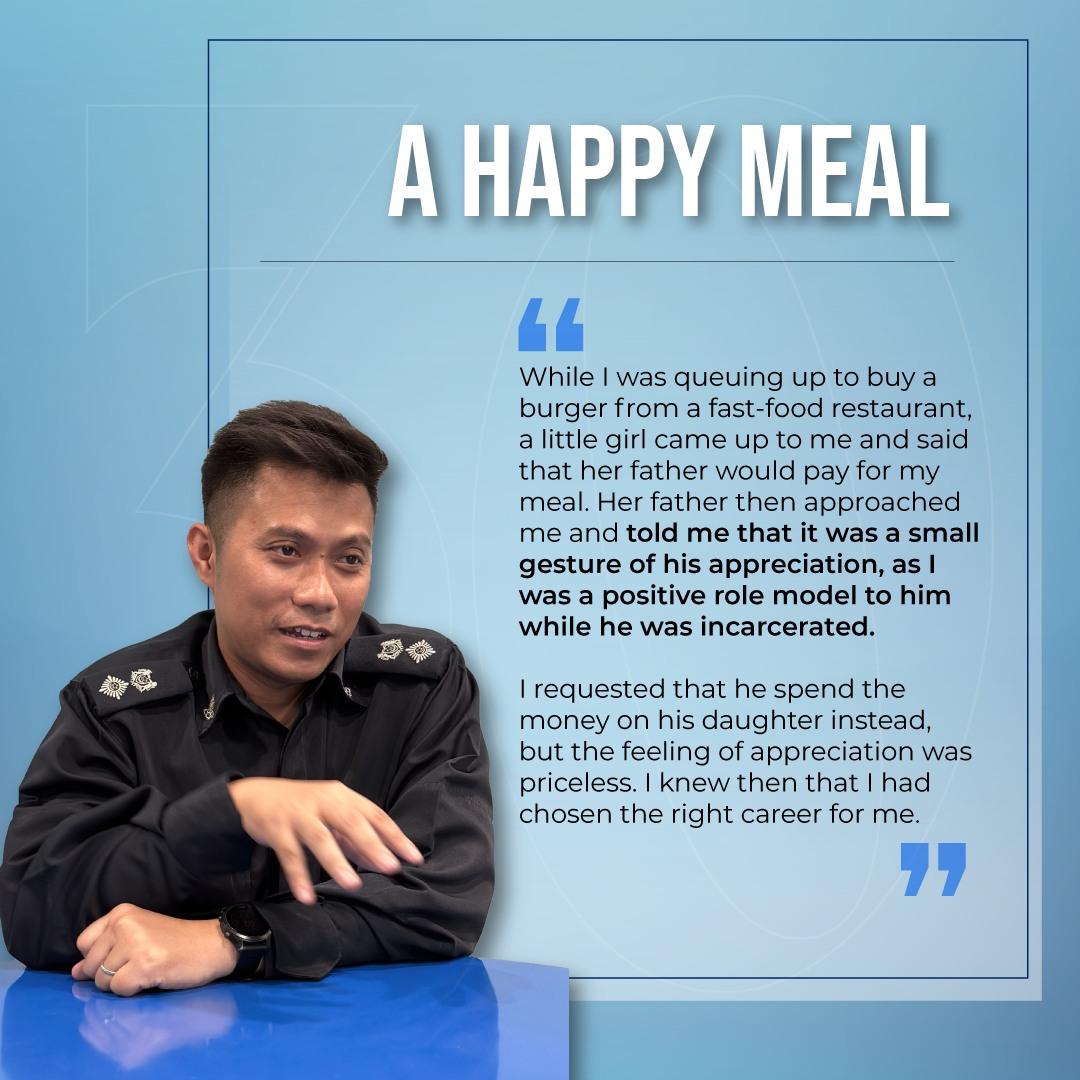 A HAPPY MEAL
“
While I was queuing up to buy a
burger from a fast-food restaurant,
a little girl came up to me and said
that her father would pay for my
meal. Her father then approached
me and told me that it was a small
gesture of his appreciation, as I
was a positive role model to him
while he was incarcerated.
I requested that he spend the
money on his daughter instead,
but the feeling of appreciation was
priceless. I knew then that I had
chosen the right career for me.
”